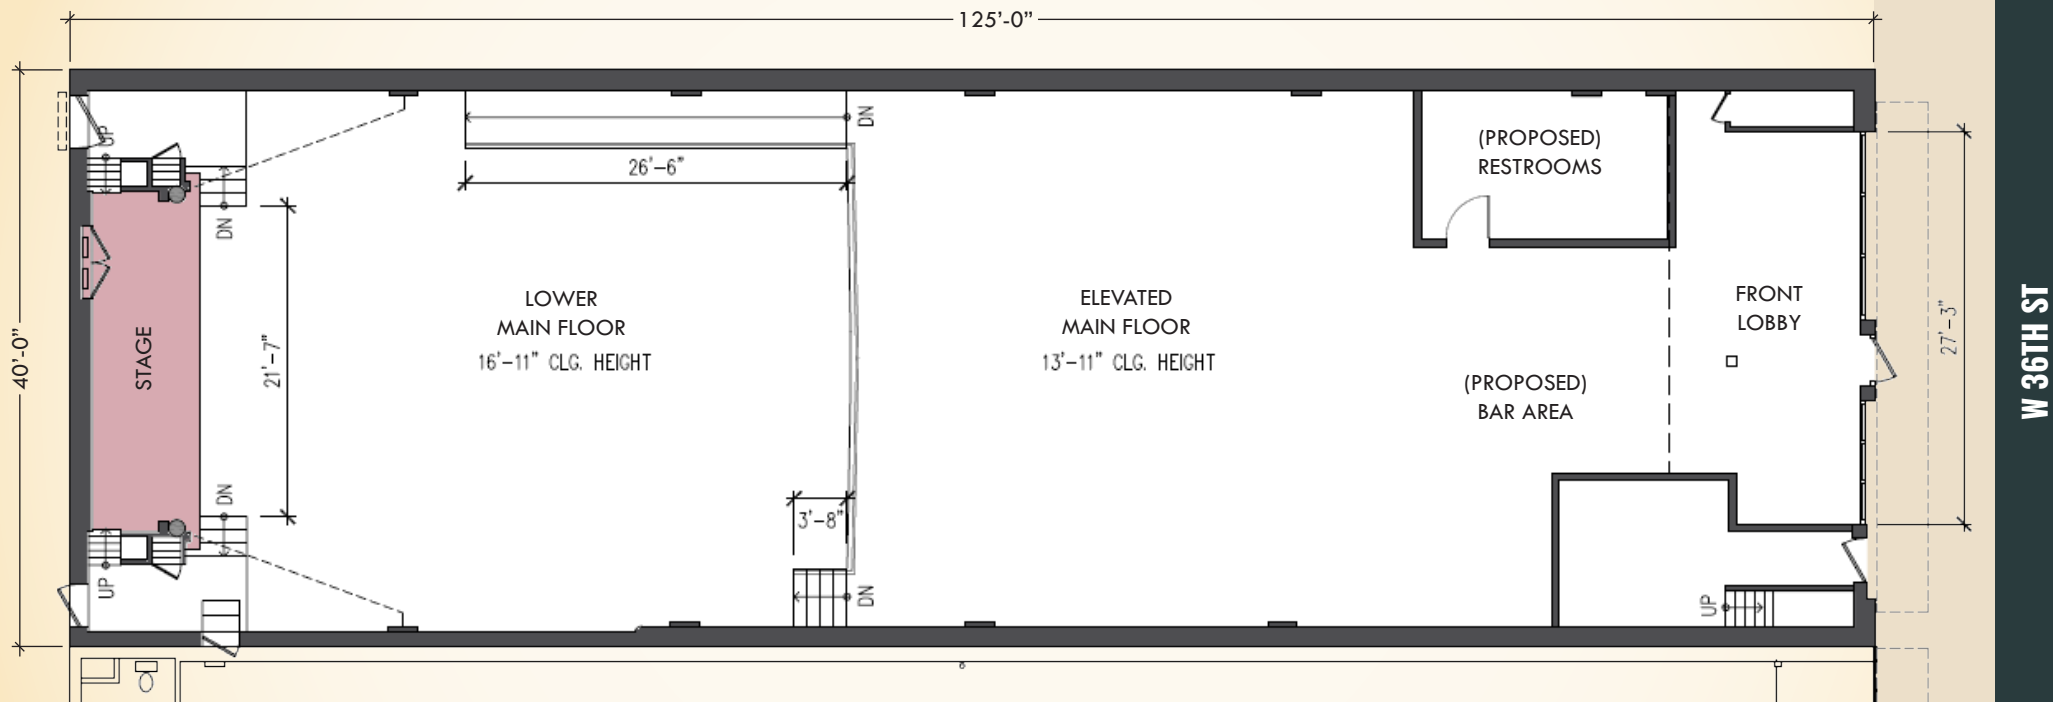 125'-0"
UP
DN
26'-6"
(PROPOSED)
RESTROOMS
DN
40'-0"
STAGE
21'-7"
LOWER
MAIN FLOOR
16'-11" CLG. HEIGHT
ELEVATED
MAIN FLOOR
13'-11" CLG. HEIGHT
(PROPOSED)
BAR AREA
FRONT
LOBBY
27'-3"
W 36TH ST
DN
3'-8"
UP
DN
UP